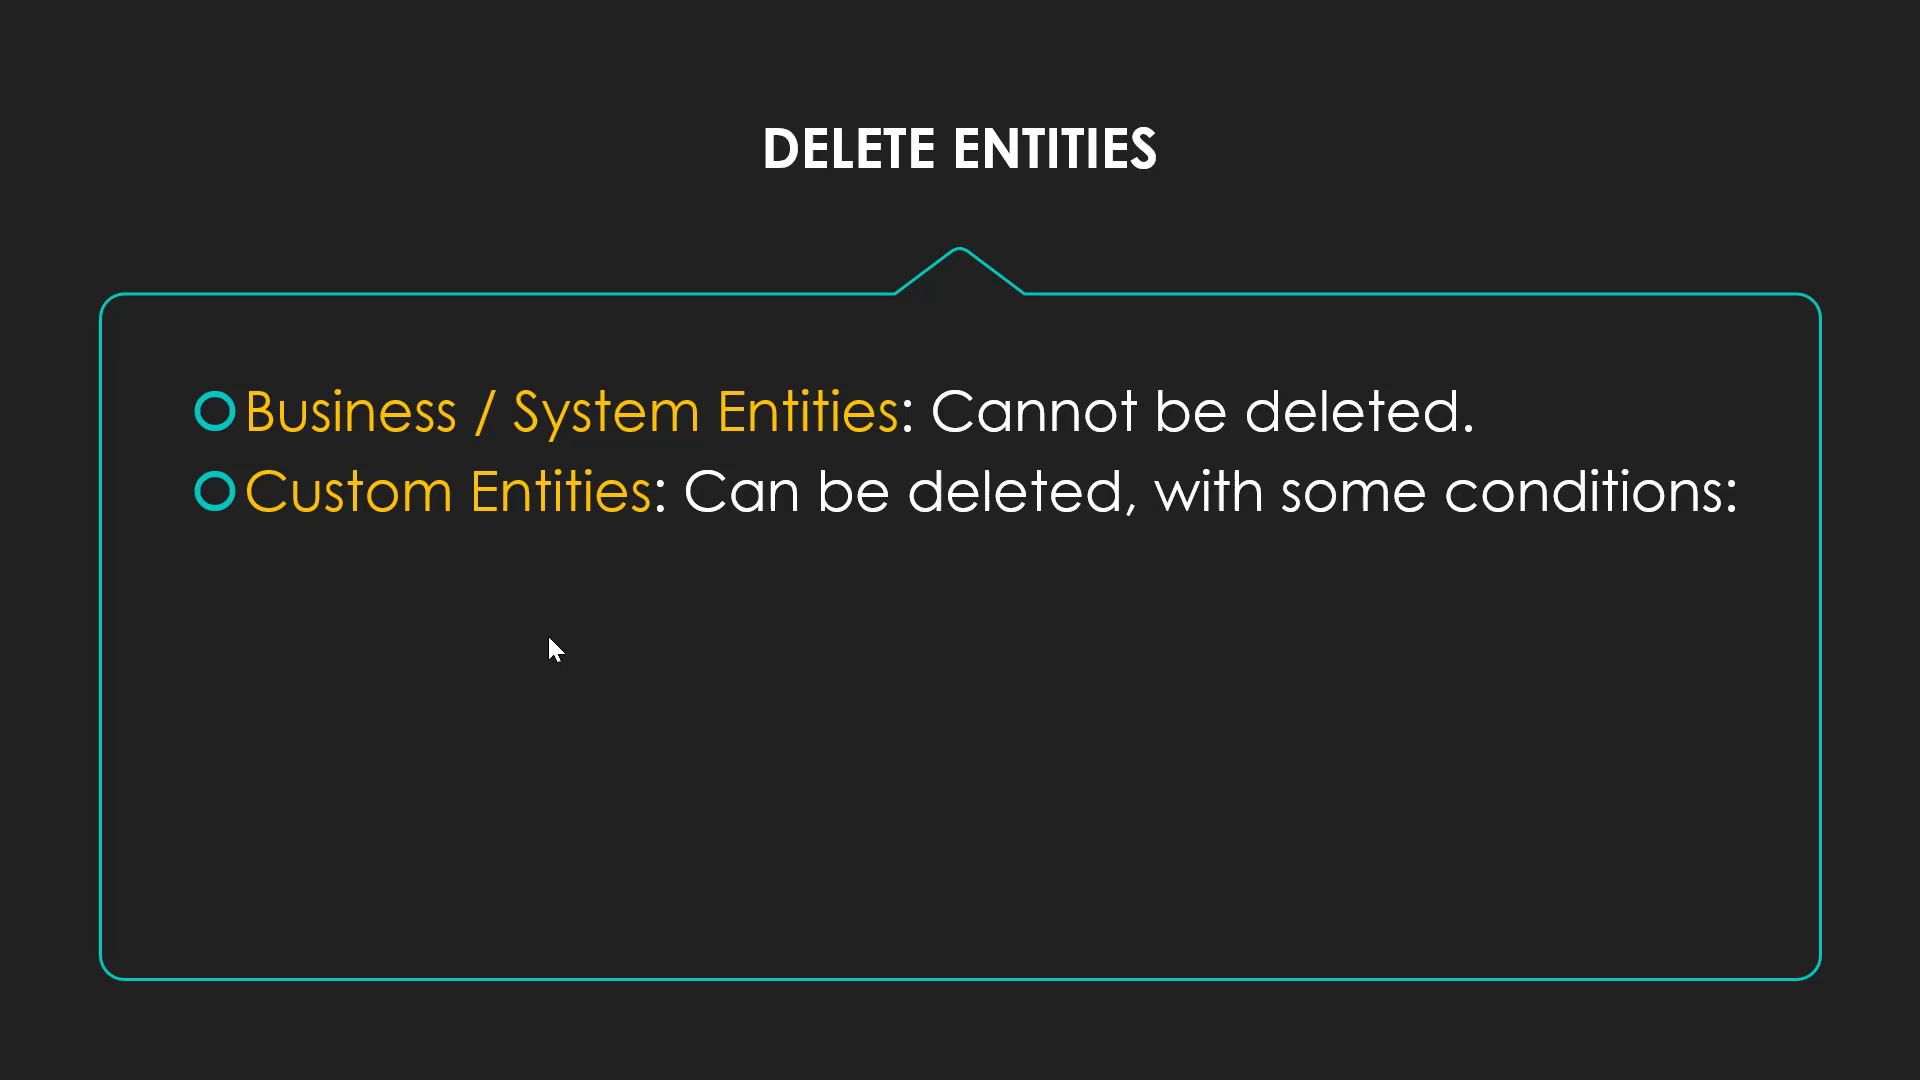 DELETE ENTITIES
Business / System Entities: Cannot be deleted.
Custom Entities: Can be deleted, with some conditions: